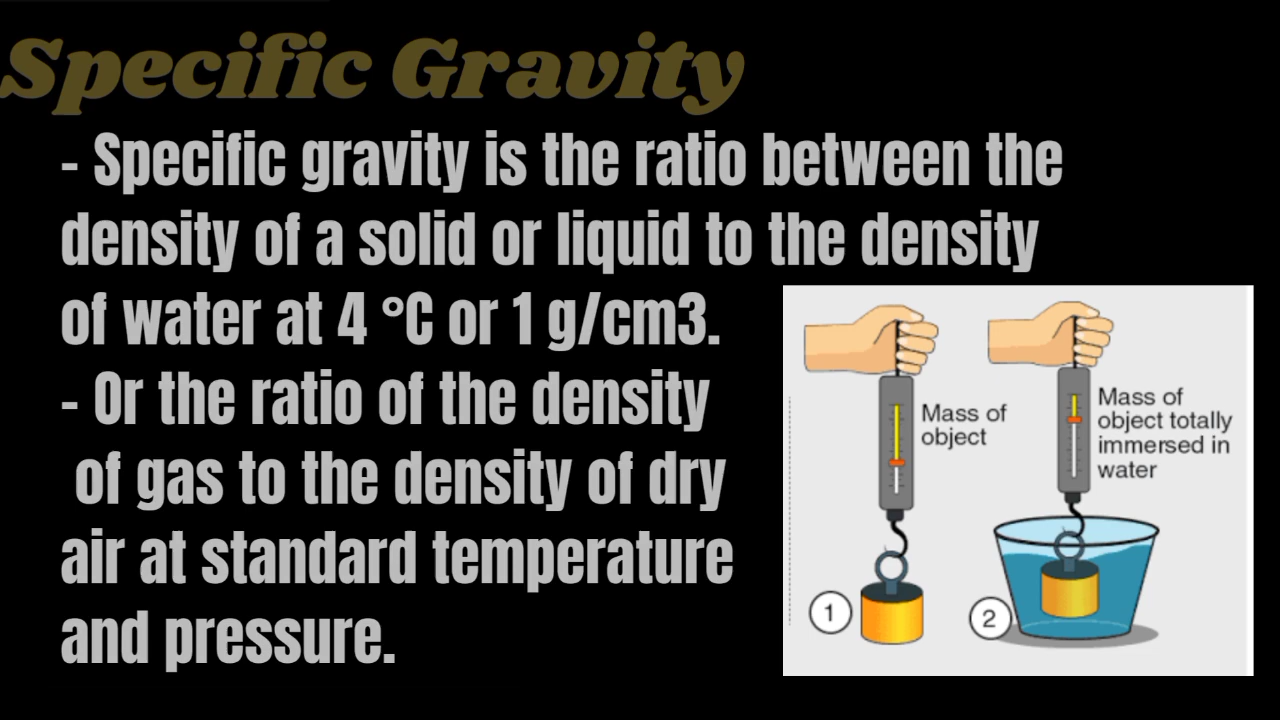 Specific Gravity
- Specific gravity is the ratio between the
density of a solid or liquid to the density
of water at 4 °C or 1 g/cm3.
- Or the ratio of the density
of gas to the density of dry
air at standard temperature
and pressure.
Mass of
object
1
Mass of
object totally
immersed in
water
2